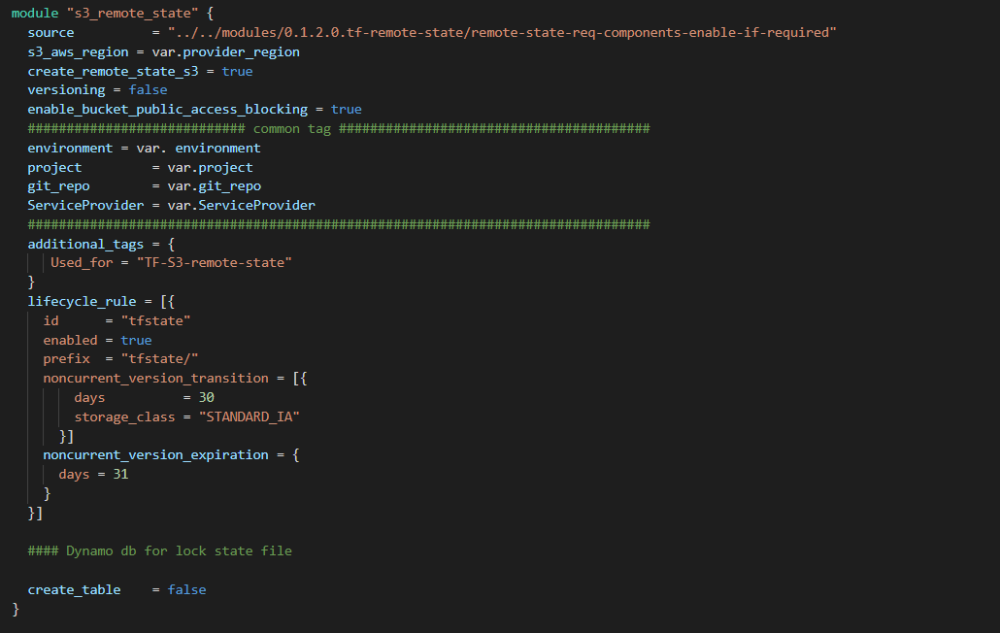 module "s3_remote_state" {
  source          = "../../modules/0.1.2.0.tf-remote-state/remote-state-req-components-enable-if-required"
  s3_aws_region = var.provider_region
  create_remote_state_s3 = true
  versioning = false
  enable_bucket_public_access_blocking = true
  ############################ common tag ########################################
  environment = var. environment
  project         = var.project
  git_repo        = var.git_repo
  ServiceProvider = var.ServiceProvider
  ################################################################################
  additional_tags = {
     Used_for = "TF-S3-remote-state"
  }
  lifecycle_rule = [{
    id      = "tfstate"
    enabled = true
    prefix  = "tfstate/"
    noncurrent_version_transition = [{
        days          = 30
        storage_class = "STANDARD_IA"
      }]
    noncurrent_version_expiration = {
      days = 31
    }
  }]

  #### Dynamo db for lock state file

  create_table    = false
}